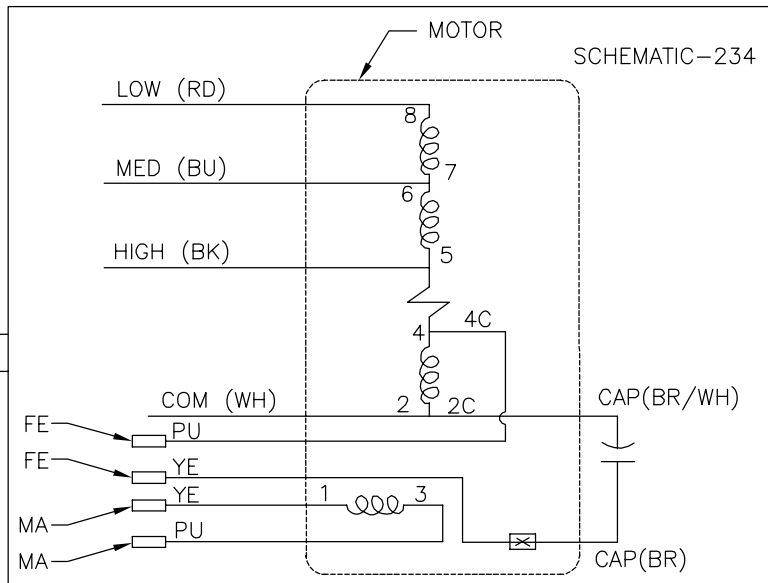 MOTOR
SCHEMATIC-234
LOW (RD)
8
MED (BU)
7
6
HIGH (BK)
5
4
4C
COM (WH)
2
2C
CAP(BR/WH)
FE
PU
FE
YE
MA
YE
1
3
MA
PU
CAP(BR)